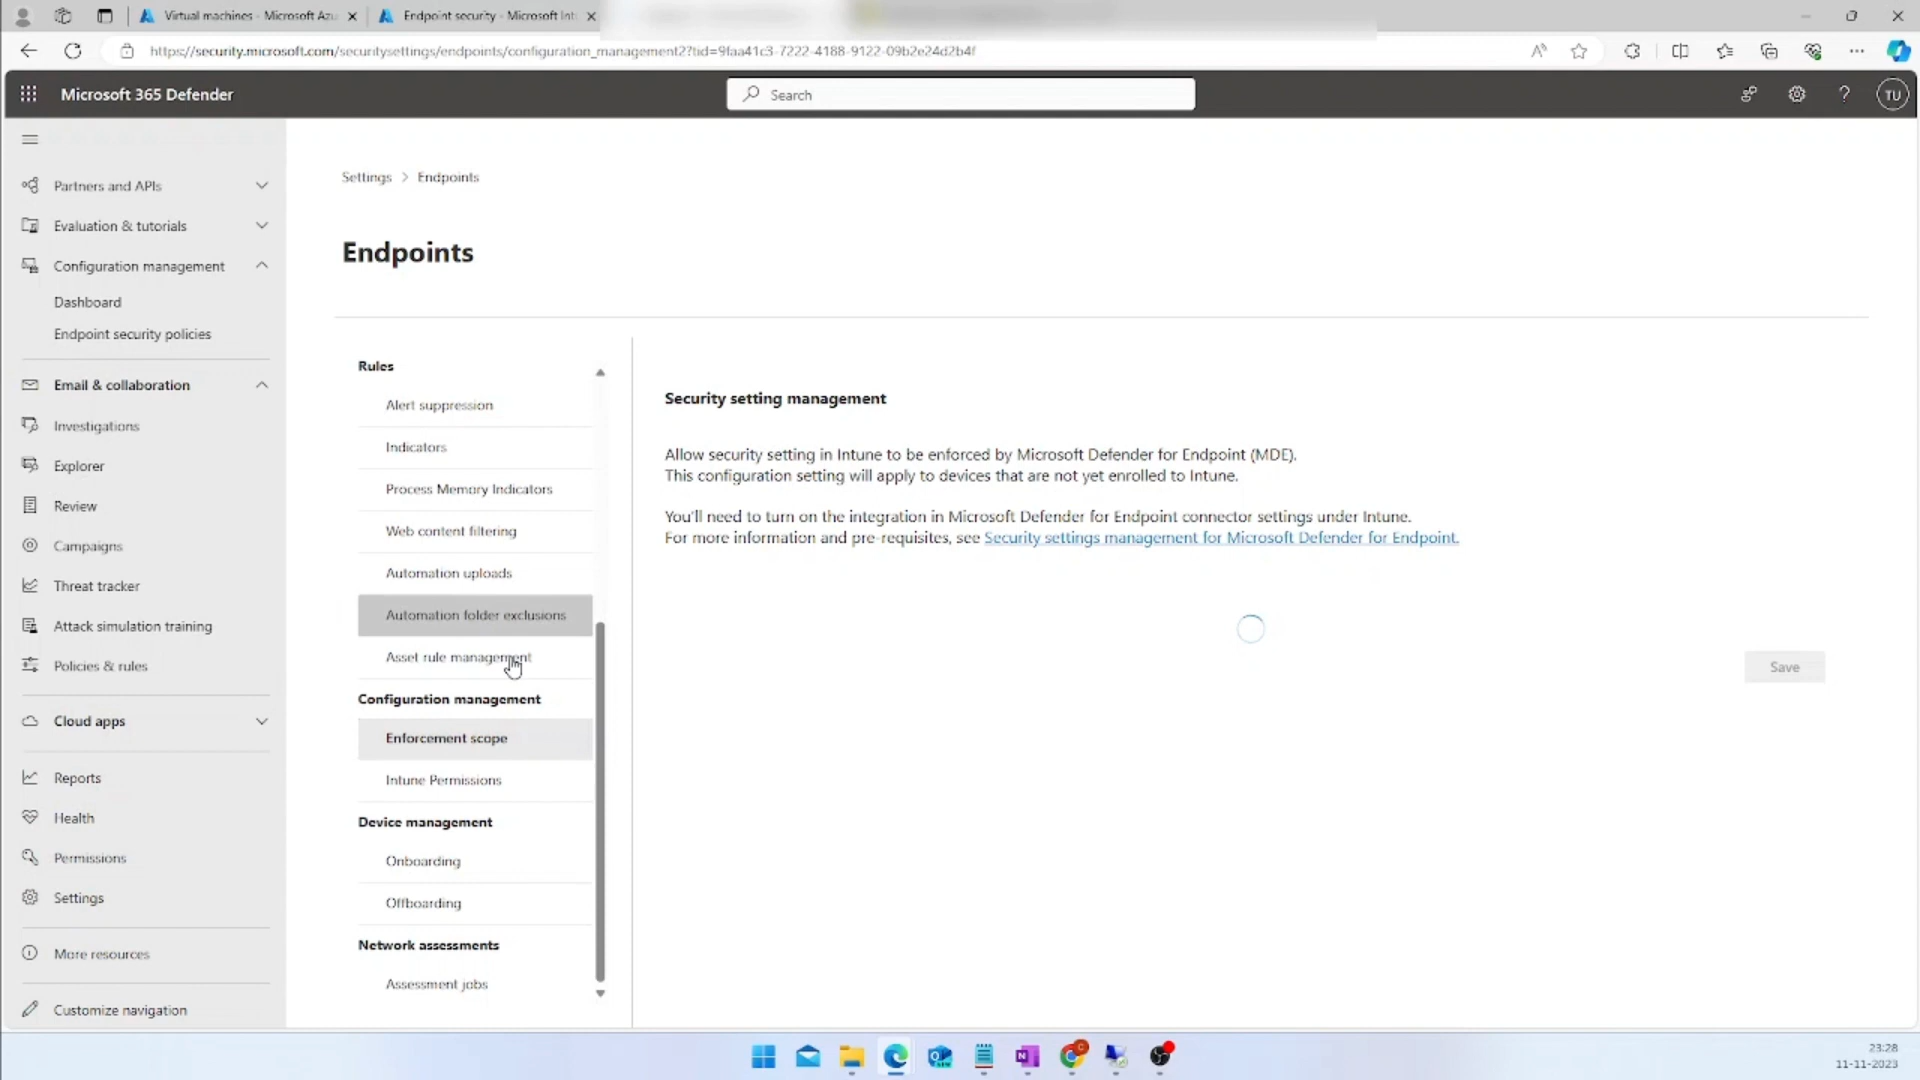 Virtual machines - Microsoft Azu
Endpoint security - Microsoft Int
https://security.microsoft.com/securitysettings/endpoints/configuration_management2?tid=9faa41c3-7222-4188-9122-09b2e24d2b4f
Microsoft 365 Defender
Search
TU
Partners and APIs
Evaluation & tutorials
Configuration management
Dashboard
Endpoint security policies
Email & collaboration
Investigations
Explorer
Review
Campaigns
Threat tracker
Attack simulation training
Policies & rules
Cloud apps
Reports
Health
Permissions
Settings
More resources
Customize navigation
Settings > Endpoints
Endpoints
Rules
Alert suppression
Indicators
Process Memory Indicators
Web content filtering
Automation uploads
Automation folder exclusions
Asset rule management
Configuration management
Enforcement scope
Intune Permissions
Device management
Onboarding
Offboarding
Network assessments
Assessment jobs
Security setting management
Allow security setting in Intune to be enforced by Microsoft Defender for Endpoint (MDE).
This configuration setting will apply to devices that are not yet enrolled to Intune.
You'll need to turn on the integration in Microsoft Defender for Endpoint connector settings under Intune.
For more information and pre-requisites, see Security settings management for Microsoft Defender for Endpoint.
Save
23:28
11-11-2023